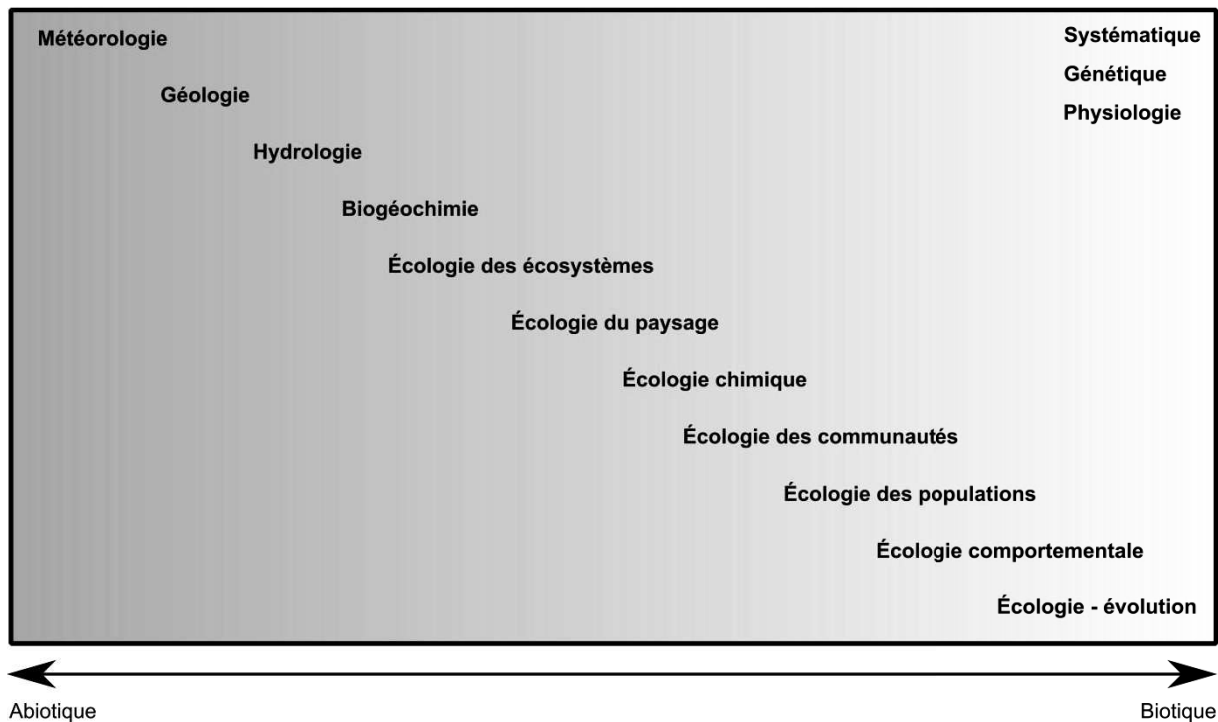 Météorologie
Systématique
Génétique
Géologie
Physiologie
Hydrologie
Biogéochimie
Écologie des écosystèmes
Écologie du paysage
Écologie chimique
Écologie des communautés
Écologie des populations
Écologie comportementale
Écologie - évolution
Abiotique
Biotique